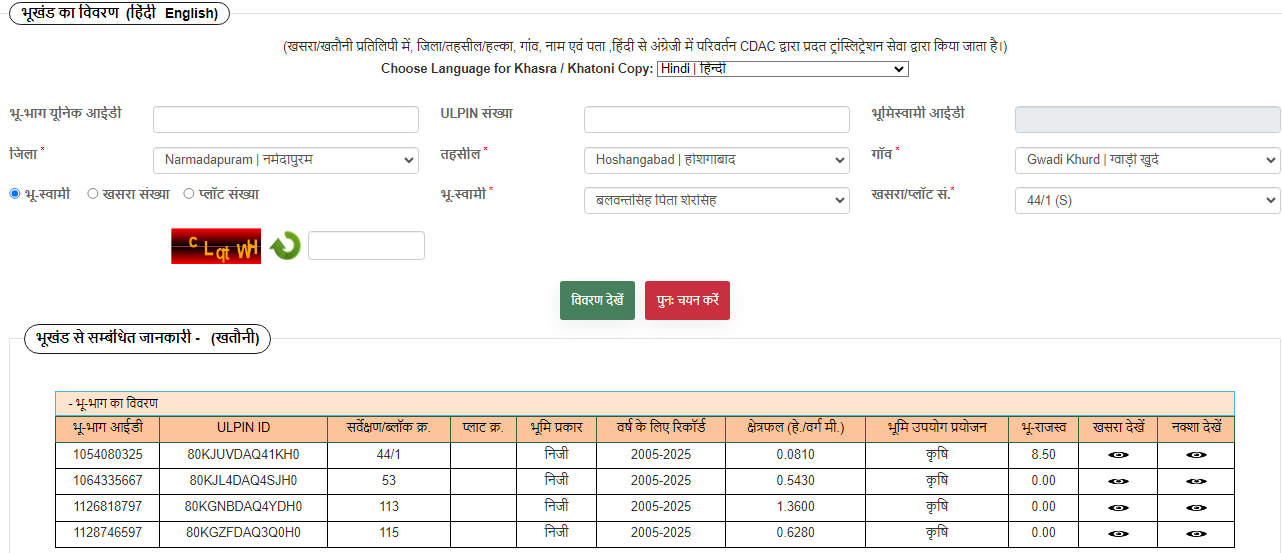 भूखंड का विवरण (हिंदी English)
(खसरा/खतौनी प्रतिलिपी में, जिला/तहसील/हल्का, गांव, नाम एवं पता ,हिंदी से अंग्रेजी में परिवर्तन CDAC द्वारा प्रदत ट्रांस्लिट्रेशन सेवा द्वारा किया जाता है।)
Choose Language for Khasra / Khatoni Copy: Hindi | हिन्दी
भू-भाग यूनिक आईडी ULPIN संख्या भूमिस्वामी आईडी
जिला * Narmadapuram | नर्मदापुरम तहसील * Hoshangabad | होशंगाबाद गाँव * Gwadi Khurd | ग्वाड़ी खुर्द
भू-स्वामी खसरा संख्या प्लॉट संख्या भू-स्वामी * बलवन्तसिंह पिता शेरसिंह खसरा/प्लॉट सं.* 44/1 (S)
C Lqt WH
विवरण देखें पुनः चयन करें
भूखंड से सम्बंधित जानकारी - (खतौनी)
- भू-भाग का विवरण
भू-भाग आईडी ULPIN ID सर्वेक्षण/ब्लॉक क्र. प्लाट क्र. भूमि प्रकार वर्ष के लिए रिकॉर्ड क्षेत्रफल (हे./वर्ग मी.) भूमि उपयोग प्रयोजन भू-राजस्व खसरा देखें नक्शा देखें
1054080325 80KJUVDAQ41KH0 44/1 निजी 2005-2025 0.0810 कृषि 8.50
1064335667 80KJL4DAQ4SJH0 53 निजी 2005-2025 0.5430 कृषि 0.00
1126818797 80KGNBDAQ4YDH0 113 निजी 2005-2025 1.3600 कृषि 0.00
1128746597 80KGZFDAQ3Q0H0 115 निजी 2005-2025 0.6280 कृषि 0.00